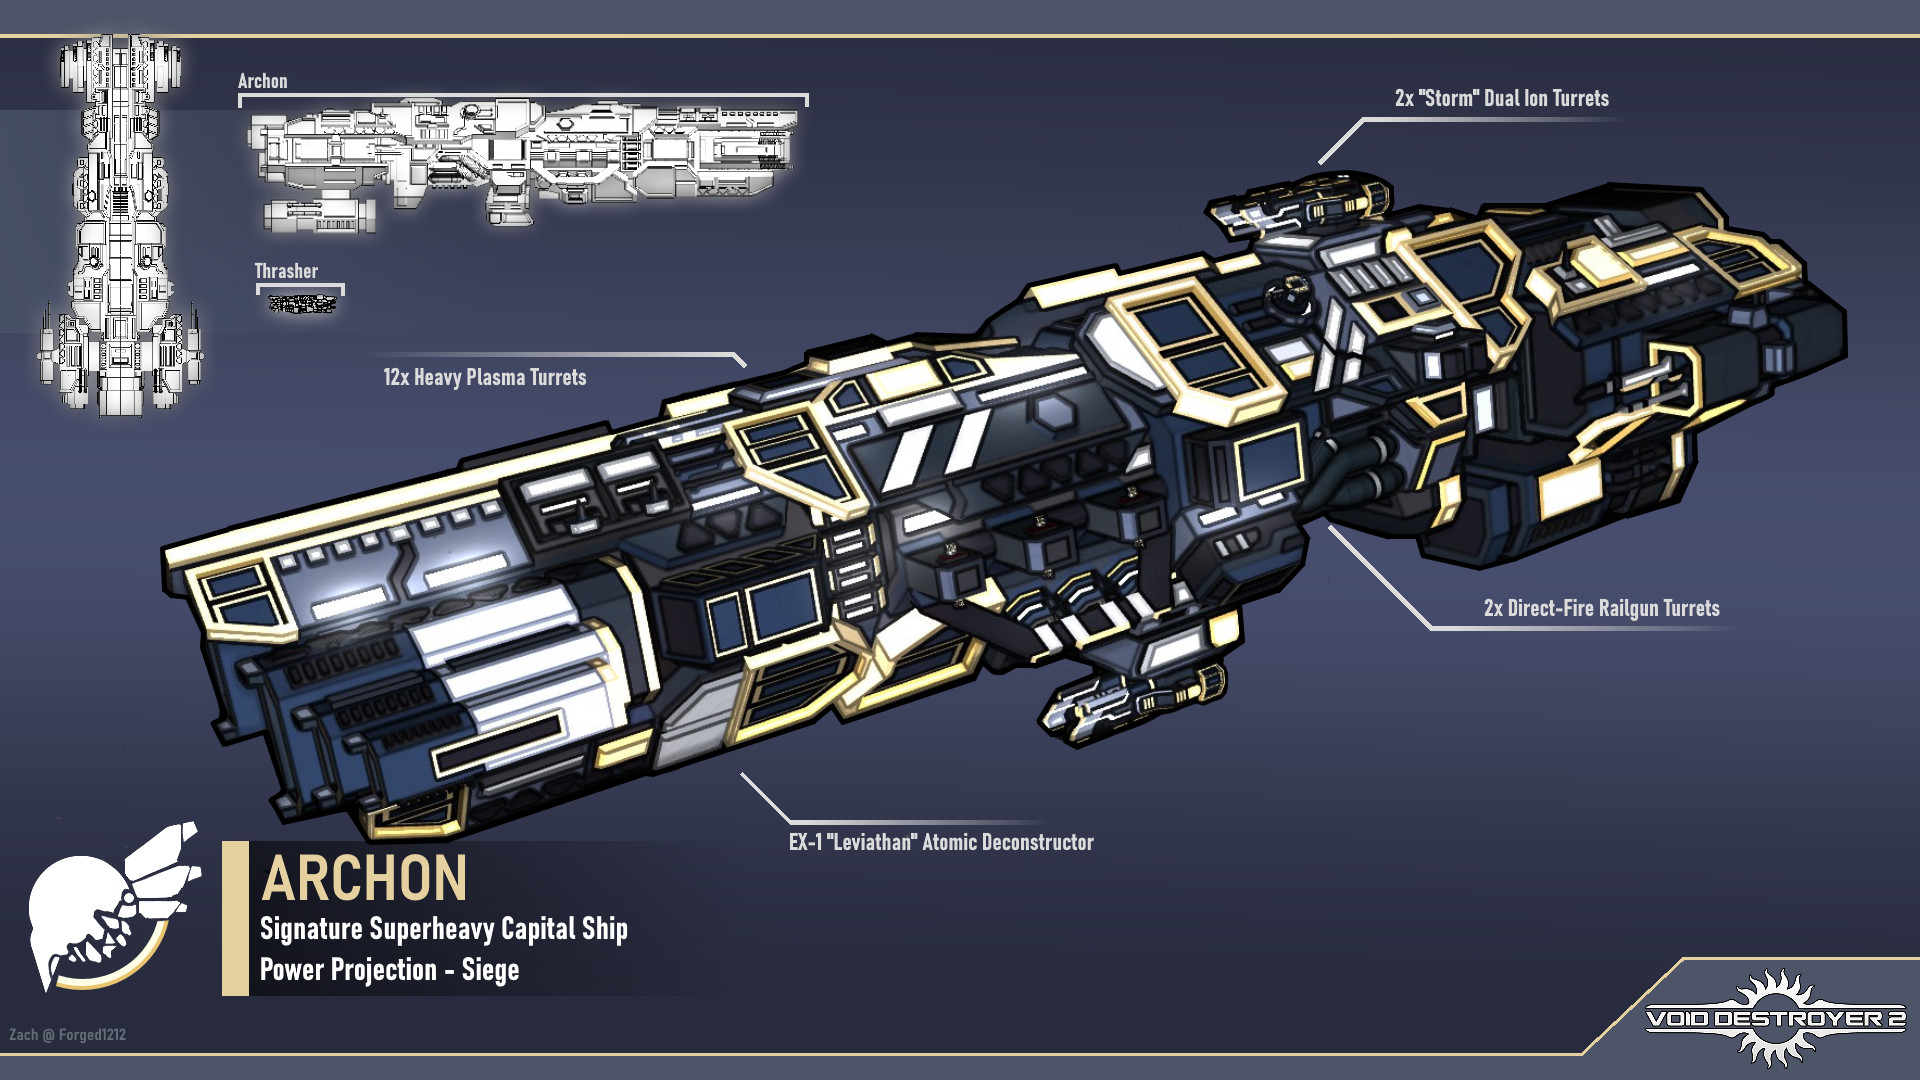 Archon
2x "Storm" Dual Ion Turrets
Thrasher
12x Heavy Plasma Turrets
2x Direct-Fire Railgun Turrets
EX-1 "Leviathan" Atomic Deconstructor
ARCHON
Signature Superheavy Capital Ship
Power Projection - Siege
VOID DESTROYER 2
Zach @ Forged1212